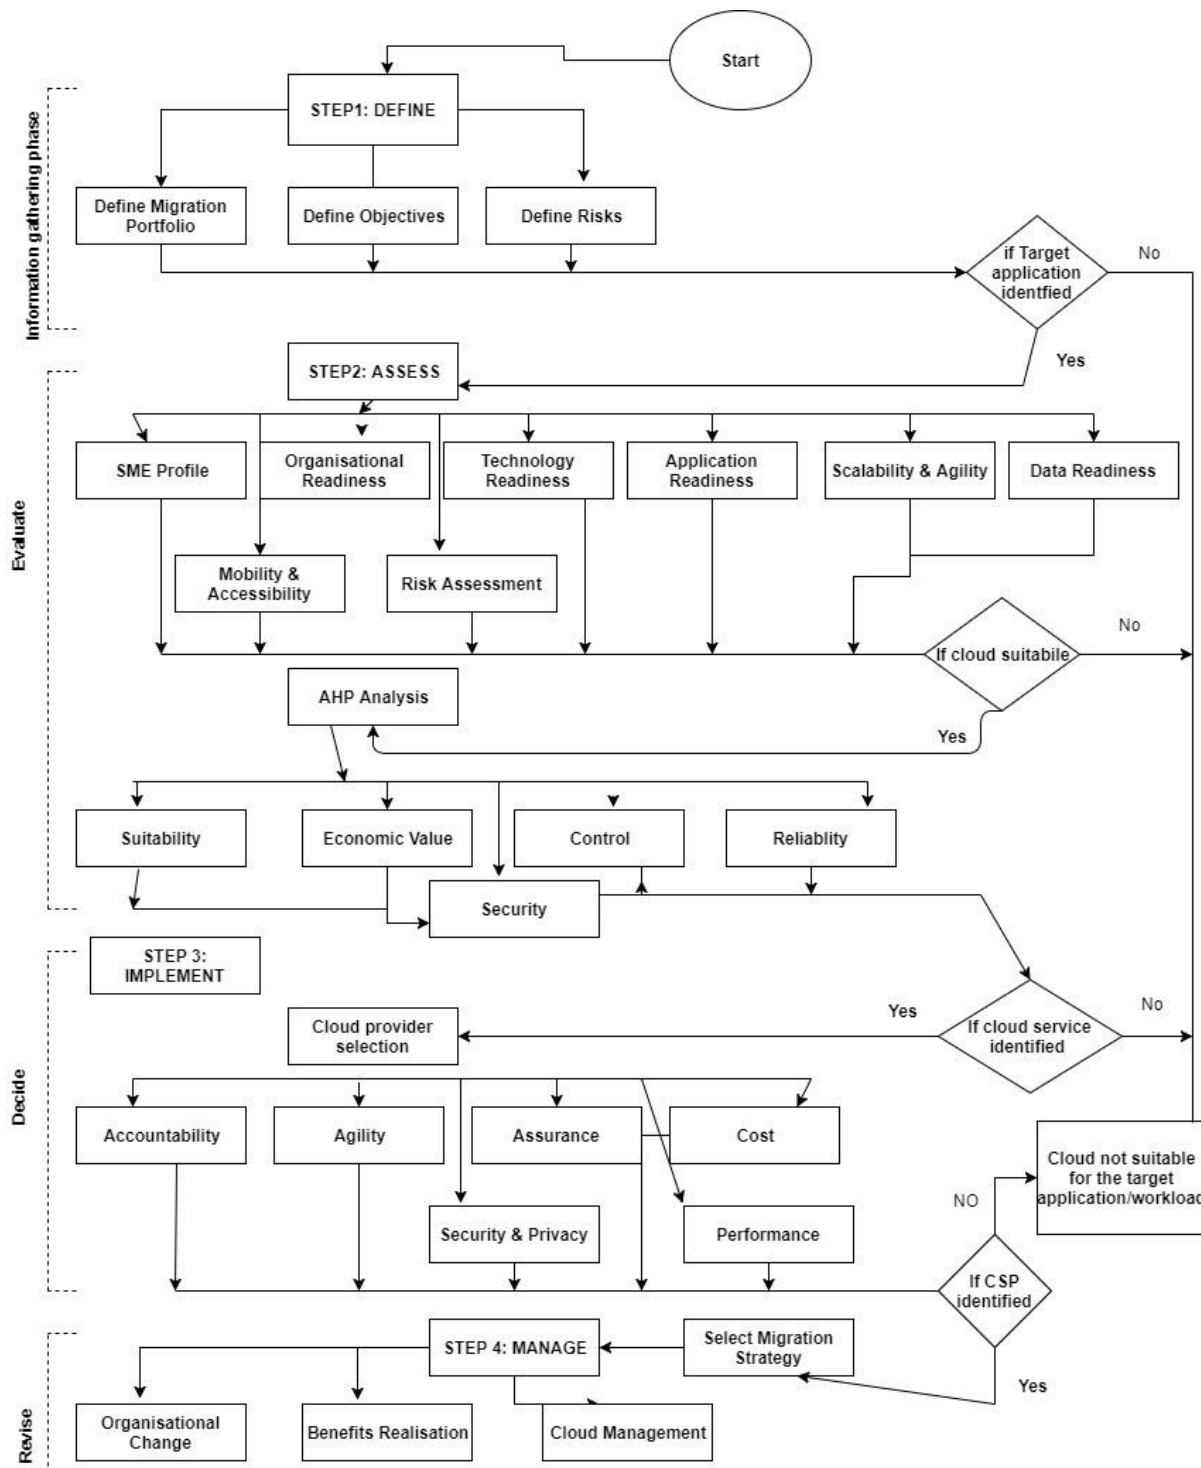 Start
STEP1: DEFINE
Information gathering phase
Define Migration
Portfolio
Define Objectives
Define Risks
if Target
application
identfied
No
Yes
STEP2: ASSESS
Evaluate
SME Profile
Organisational
Readiness
Technology
Readiness
Application
Readiness
Scalability & Agility
Data Readiness
Mobility &
Accessibility
Risk Assessment
If cloud suitabile
No
Yes
AHP Analysis
Suitability
Economic Value
Control
Reliablity
Security
STEP 3:
IMPLEMENT
Decide
Cloud provider
selection
Yes
If cloud service
identified
No
Accountability
Agility
Assurance
Cost
Cloud not suitable
for the target
application/workload
Security & Privacy
Performance
NO
If CSP
identified
Yes
Revise
STEP 4: MANAGE
Select Migration
Strategy
Organisational
Change
Benefits Realisation
Cloud Management